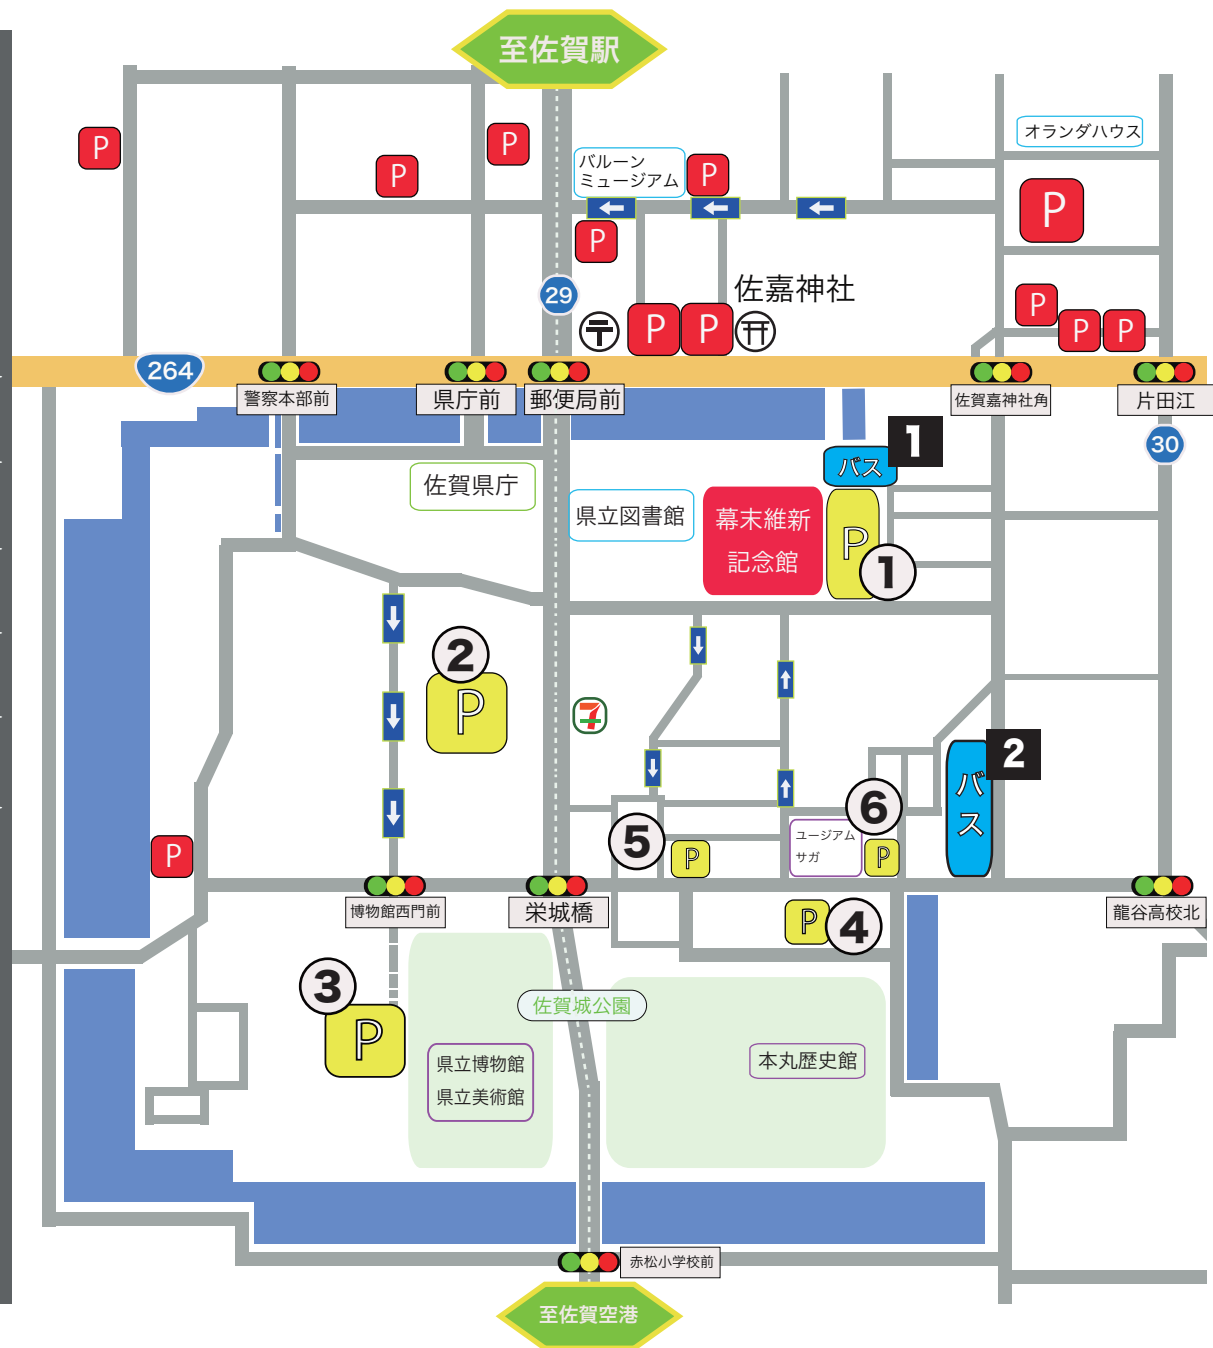 至佐賀駅
P
P
P
バルーン
ミュージアム
P
オランダハウス
P
P
29
佐嘉神社
〒
P
P
P
P
P
264
警察本部前
県庁前
郵便局前
佐賀嘉神社角
片田江
30
1
バス
佐賀県庁
県立図書館
幕末維新
記念館
P
1
2
P
7
2
バス
6
ユージアム
サガ
P
5
P
P
博物館西門前
栄城橋
龍谷高校北
P
4
3
P
佐賀城公園
県立博物館
県立美術館
本丸歴史館
赤松小学校前
至佐賀空港